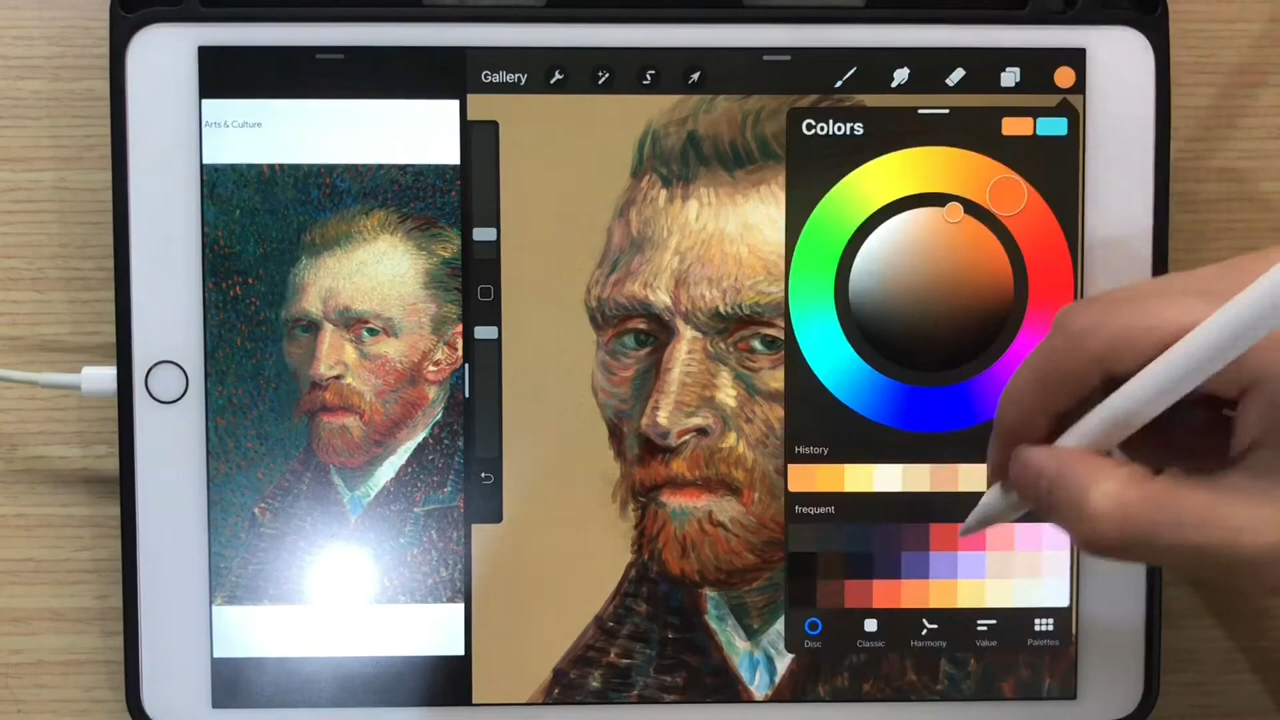 Arts & Culture
Gallery
Colors
History
frequent
Disc
Classic
Harmony
Value
Palettes